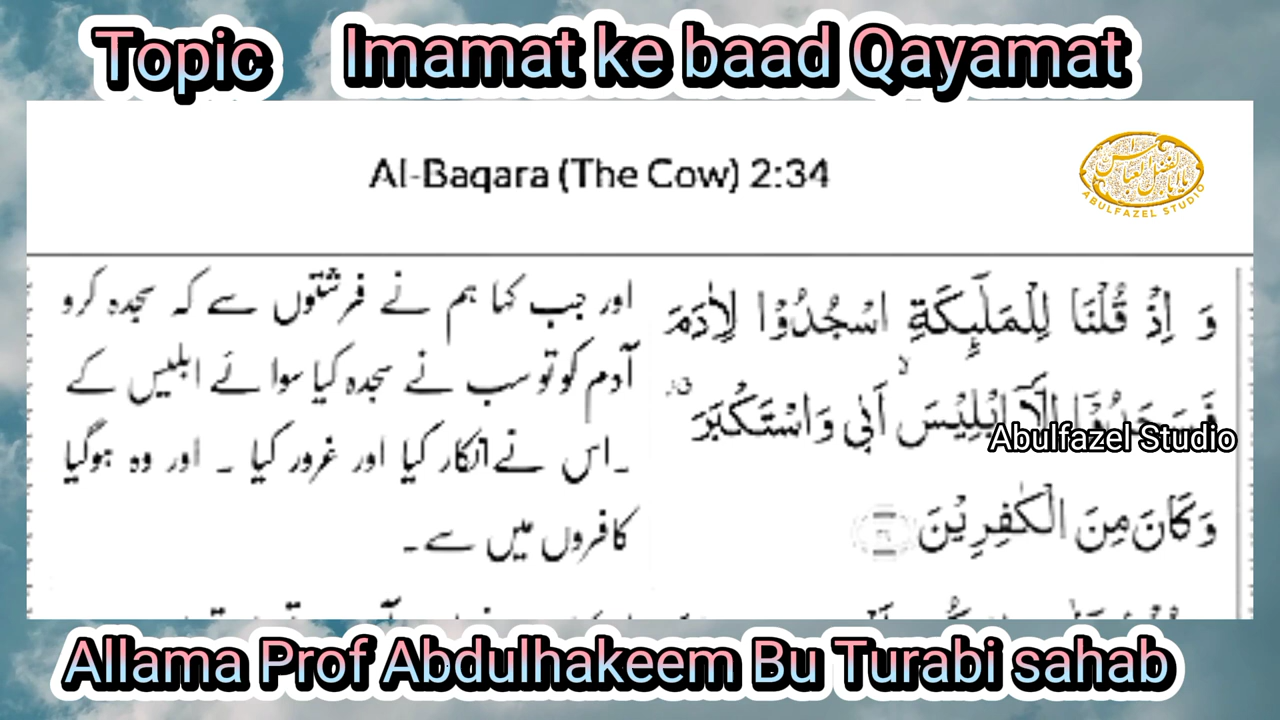 Topic Imamat ke baad Qayamat
Al-Baqara (The Cow) 2:34
ABULFAZEL STUDIO
وَ اِذْ قُلْنَا لِلْمَلٰٓىِٕكَةِ اسْجُدُوْا لِاٰدَمَ
فَسَجَدُوْۤا اِلَّاۤ اِبْلِیْسَ ؕ اَبٰی وَاسْتَكْبَرَ ٘ۗ
وَكَانَ مِنَ الْكٰفِرِیْنَ
اور جب کہا ہم نے فرشتوں سے کہ سجدہ کرو
آدم کو تو سب نے سجدہ کیا سوائے ابلیس کے
۔اس نے انکار کیا اور غرور کیا ۔ اور وہ ہوگیا
کافروں میں سے ۔
Abulfazel Studio
Allama Prof Abdulhakeem Bu Turabi sahab